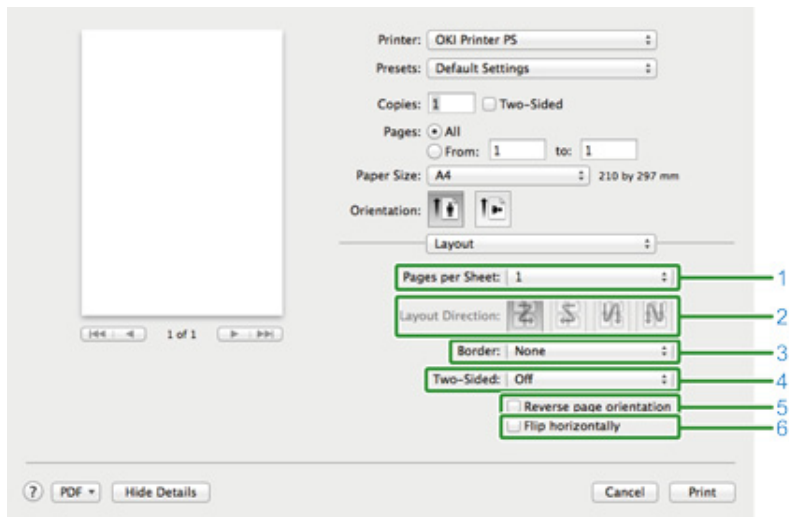 Printer: OKI Printer PS
Presets: Default Settings
Copies: 1 Two-Sided
Pages: All
From: 1 to: 1
Paper Size: A4 210 by 297 mm
Orientation:
Layout
Pages per Sheet: 1 1
Layout Direction: 2
1 of 1
Border: None 3
Two-Sided: Off 4
Reverse page orientation 5
Flip horizontally 6
? PDF Hide Details Cancel Print